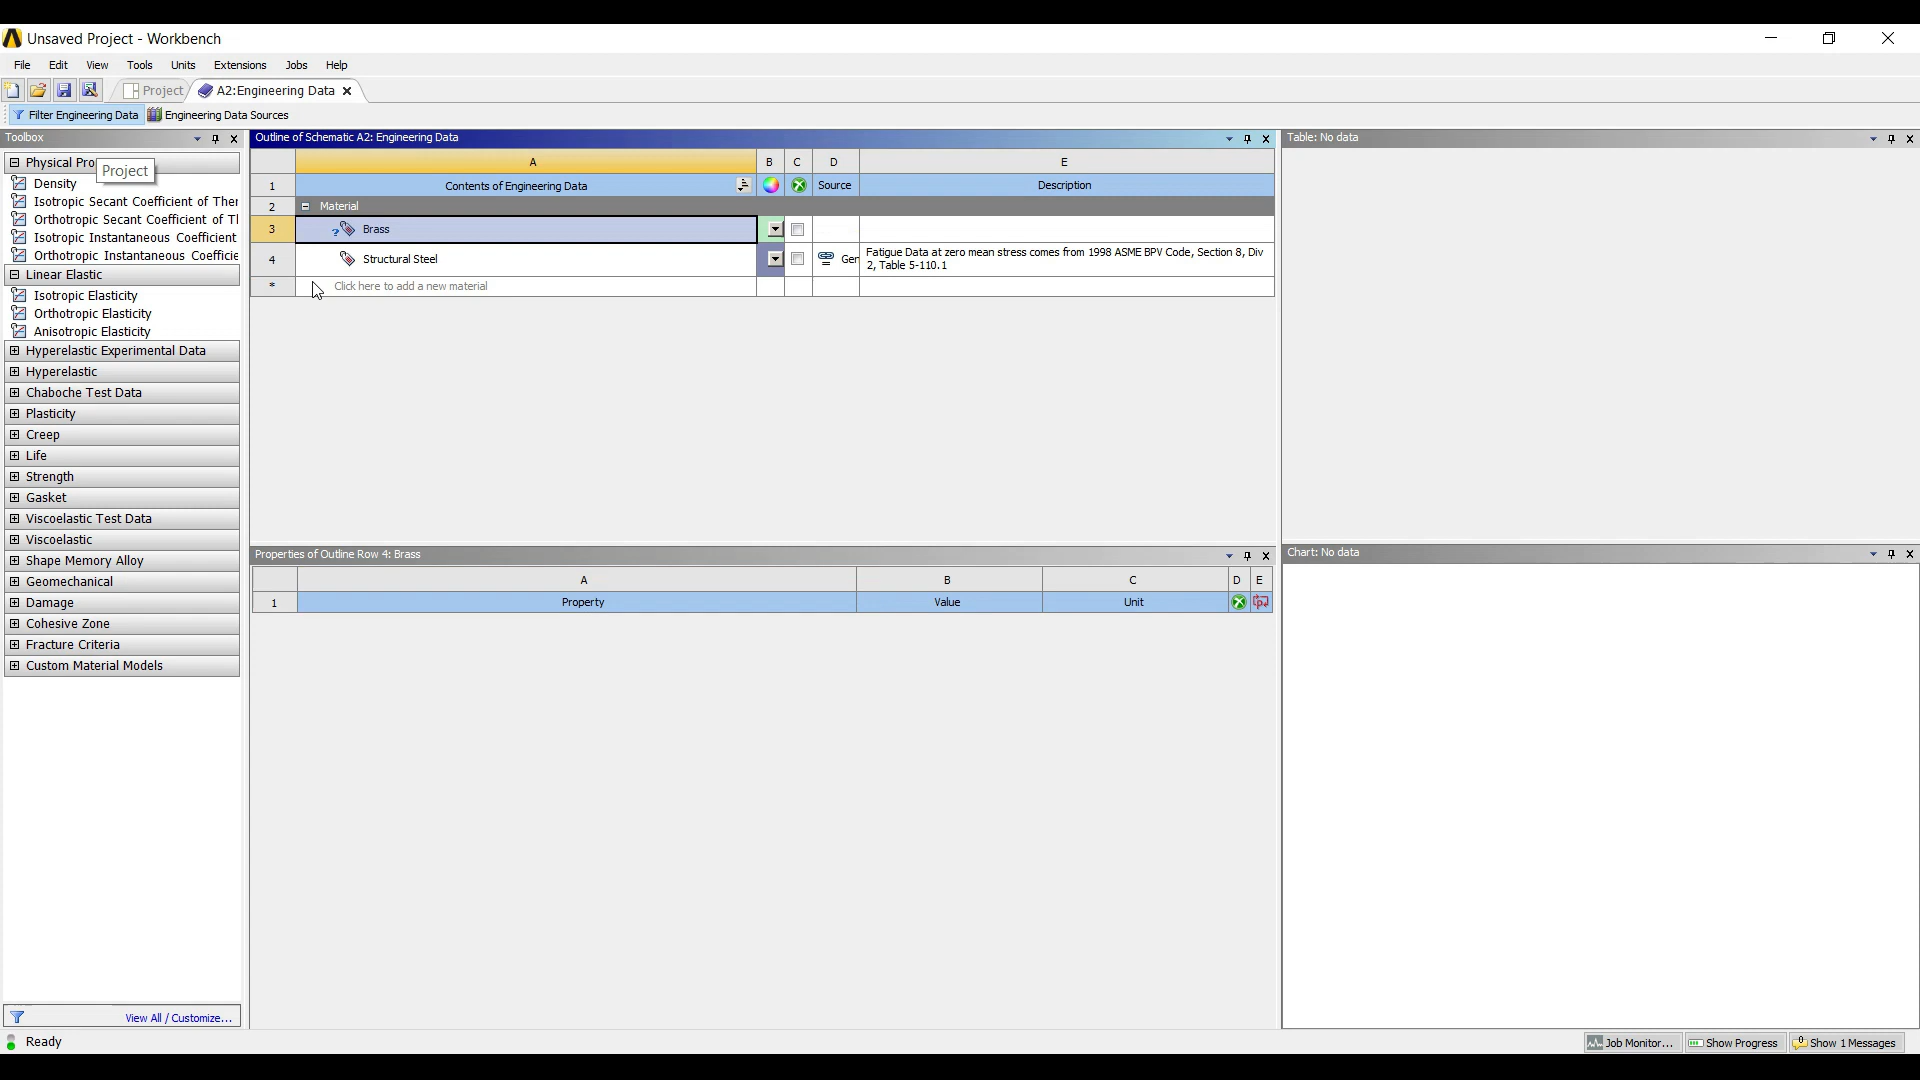 Unsaved Project - Workbench
File Edit View Tools Units Extensions Jobs Help
Project A2:Engineering Data
Filter Engineering Data Engineering Data Sources
Toolbox
Physical Pro
Project
Density
Isotropic Secant Coefficient of Ther
Orthotropic Secant Coefficient of Tl
Isotropic Instantaneous Coefficient
Orthotropic Instantaneous Coefficie
Linear Elastic
Isotropic Elasticity
Orthotropic Elasticity
Anisotropic Elasticity
Hyperelastic Experimental Data
Hyperelastic
Chaboche Test Data
Plasticity
Creep
Life
Strength
Gasket
Viscoelastic Test Data
Viscoelastic
Shape Memory Alloy
Geomechanical
Damage
Cohesive Zone
Fracture Criteria
Custom Material Models
View All / Customize...
Outline of Schematic A2: Engineering Data
A B C D E
1 Contents of Engineering Data Source Description
2 Material
3 ? Brass
4 Structural Steel Ger Fatigue Data at zero mean stress comes from 1998 ASME BPV Code, Section 8, Div
2, Table 5-110.1
* Click here to add a new material
Properties of Outline Row 4: Brass
A B C D E
1 Property Value Unit
Table: No data
Chart: No data
Ready
Job Monitor... Show Progress Show 1 Messages